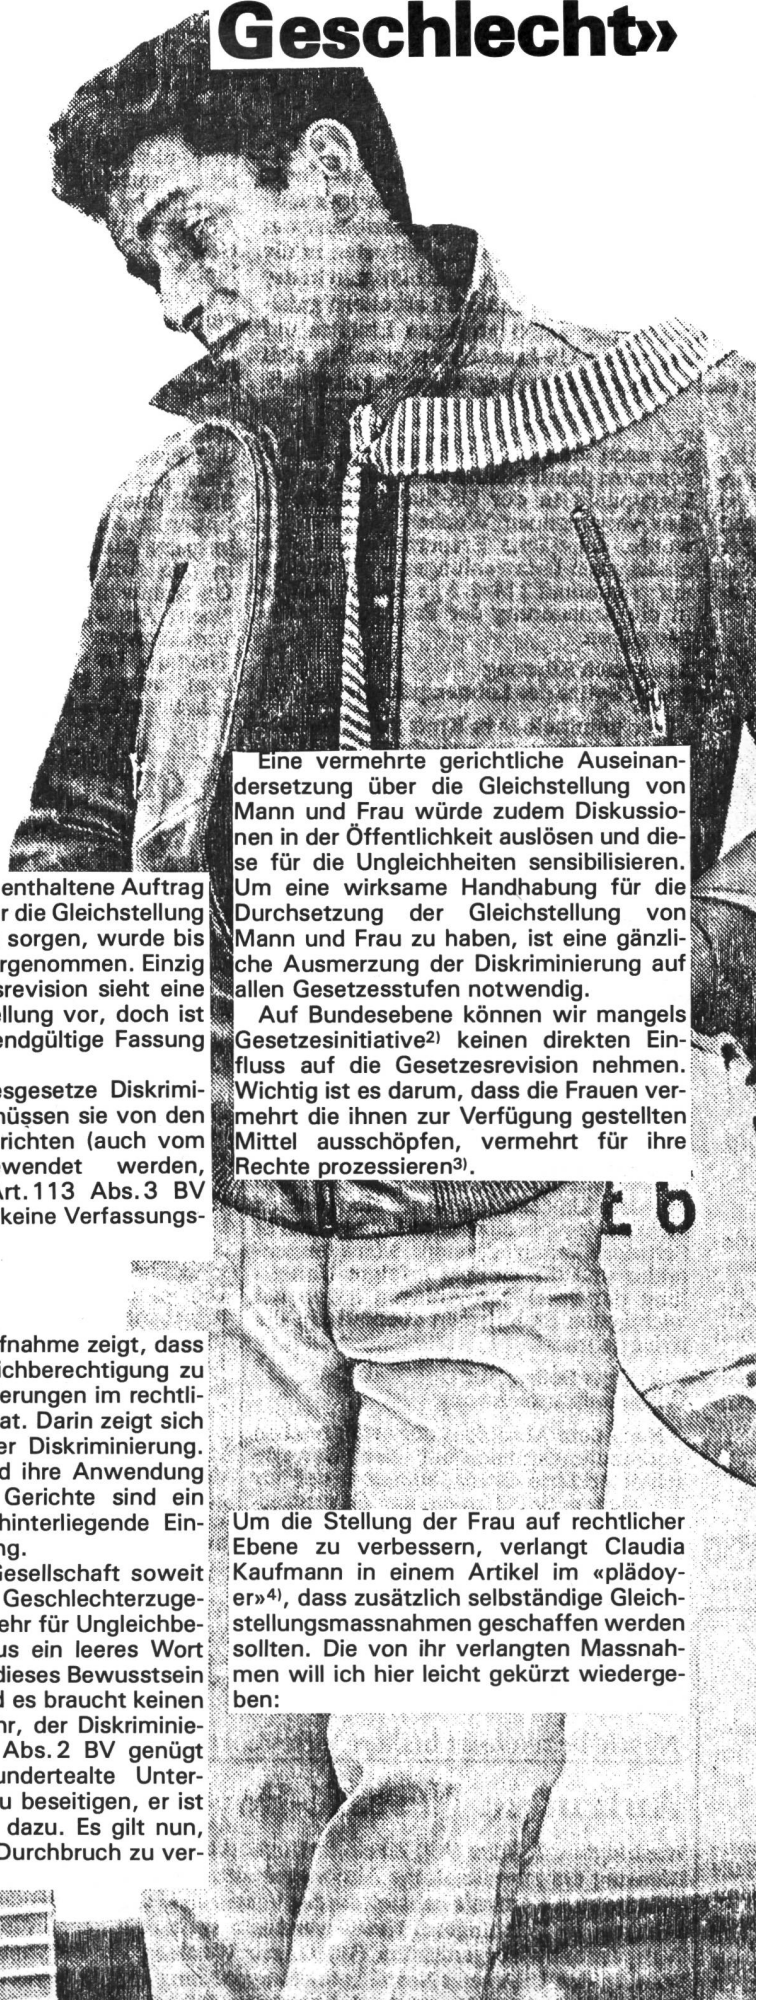 Geschlecht»
enthaltene Auftrag
r die Gleichstellung
sorgen, wurde bis
rgenommen. Einzig
srevision sieht eine
llung vor, doch ist
endgültige Fassung
esgesetze Diskrimi-
nüssen sie von den
richten (auch vom
wendet werden,
Art. 113 Abs. 3 BV
keine Verfassungs-
fnahme zeigt, dass
ichberechtigung zu
erungen im rechtli-
at. Darin zeigt sich
er Diskriminierung.
d ihre Anwendung
Gerichte sind ein
hinterliegende Ein-
ng.
Gesellschaft soweit
Geschlechterzuge-
ehr für Ungleichbe-
us ein leeres Wort
dieses Bewusstsein
d es braucht keinen
hr, der Diskriminie-
Abs. 2 BV genügt
undertealte Unter-
u beseitigen, er ist
dazu. Es gilt nun,
Durchbruch zu ver-
Eine vermehrte gerichtliche Auseinan-
dersetzung über die Gleichstellung von
Mann und Frau würde zudem Diskussio-
nen in der Öffentlichkeit auslösen und die-
se für die Ungleichheiten sensibilisieren.
Um eine wirksame Handhabung für die
Durchsetzung der Gleichstellung von
Mann und Frau zu haben, ist eine gänzli-
che Ausmerzung der Diskriminierung auf
allen Gesetzesstufen notwendig.
Auf Bundesebene können wir mangels
Gesetzesinitiative2) keinen direkten Ein-
fluss auf die Gesetzesrevision nehmen.
Wichtig ist es darum, dass die Frauen ver-
mehrt die ihnen zur Verfügung gestellten
Mittel ausschöpfen, vermehrt für ihre
Rechte prozessieren3).
Um die Stellung der Frau auf rechtlicher
Ebene zu verbessern, verlangt Claudia
Kaufmann in einem Artikel im «plädoy-
er»4), dass zusätzlich selbständige Gleich-
stellungsmassnahmen geschaffen werden
sollten. Die von ihr verlangten Massnah-
men will ich hier leicht gekürzt wiederge-
ben: